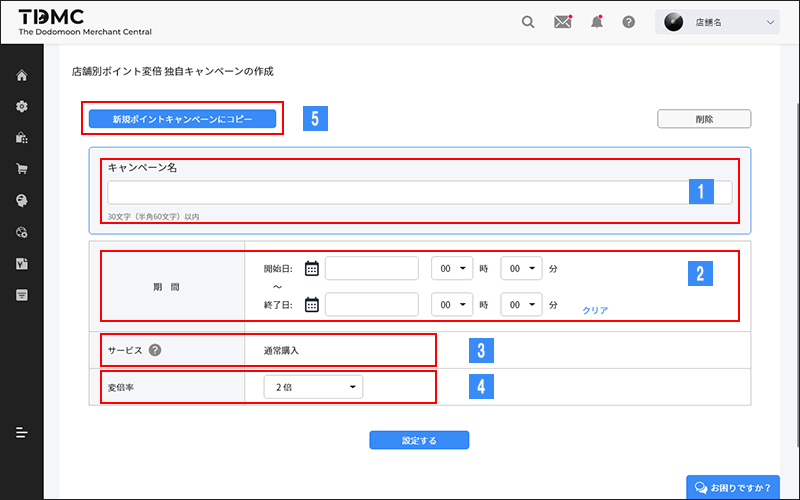 TDMC
The Dodomoon Merchant Central
店舗名
店舗別ポイント変倍 独自キャンペーンの作成
新規ポイントキャンペーンにコピー
5
削除
キャンペーン名
1
30文字（半角60文字）以内
期 間
開始日:
00
時
00
分
2
～
終了日:
00
時
00
分
クリア
サービス ?
通常購入
3
変倍率
2 倍
4
設定する
お困りですか？